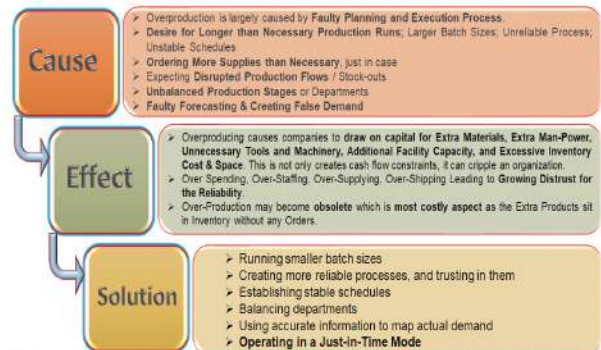 Cause
➢ Overproduction is largely caused by Faulty Planning and Execution Process.
➢ Desire for Longer than Necessary Production Runs; Larger Batch Sizes; Unreliable Process;
Unstable Schedules
➢ Ordering More Supplies than Necessary, just in case
➢ Expecting Disrupted Production Flows / Stock-outs
➢ Unbalanced Production Stages or Departments
➢ Faulty Forecasting & Creeting False Demand
Effect
➢ Overproducing causes companies to draw on capital for Extra Materials, Extra Man-Power,
Unnecessary Tools and Machinery, Additional Facility Capacity, and Excessive Inventory
Cost & Space. This is not only creates cash flow constraints, it can cripple an organization.
➢ Over Spending, Over-Staffing, Over-Supplying, Over-Shipping Leading to Growing Distrust for
the Reliability.
➢ Over-Production may become obsolete which is most costly aspect as the Extra Products sit
in Inventory without any Orders.
Solution
➢ Running smaller batch sizes
➢ Creating more reliable processes, and trusting in them
➢ Establishing stable schedules
➢ Balancing departments
➢ Using accurate information to map actual demand
➢ Operating in a Just-in-Time Mode